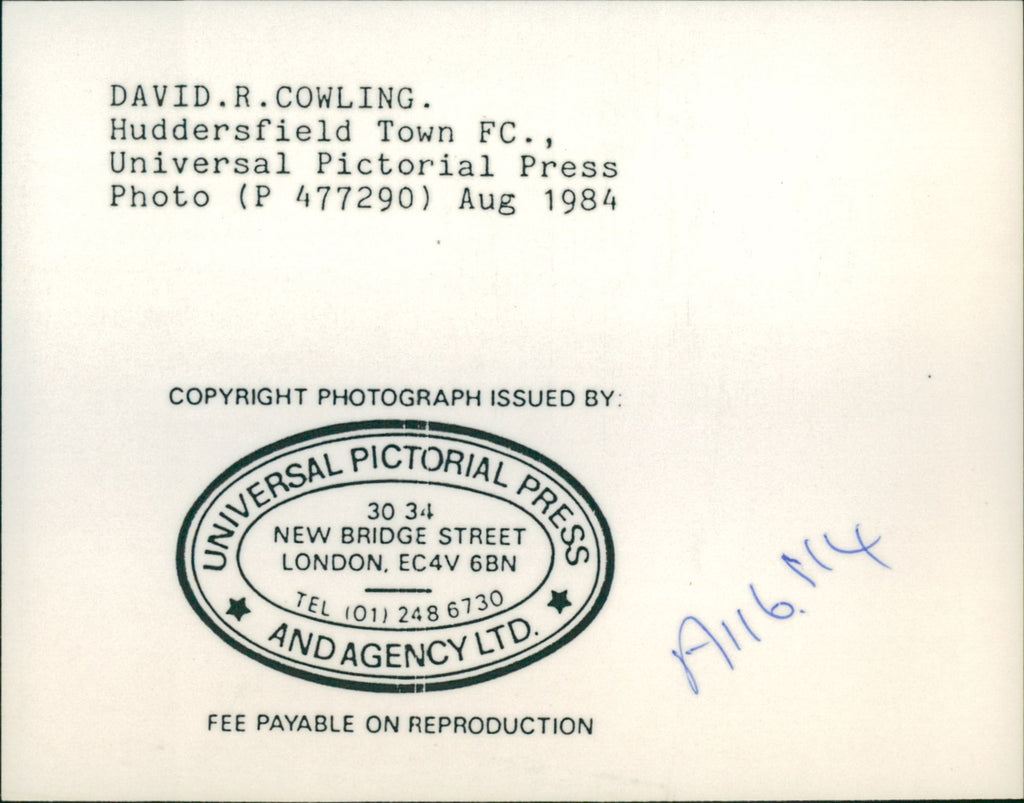 DAVID.R.COWLING.
Huddersfield Town FC.,
Universal Pictorial Press
Photo (P 477290) Aug 1984
COPYRIGHT PHOTOGRAPH ISSUED BY:
UNIVERSAL PICTORIAL PRESS
30 34
NEW BRIDGE STREET
LONDON, EC4V 6BN
TEL (01) 248 6730
AND AGENCY LTD.
FEE PAYABLE ON REPRODUCTION